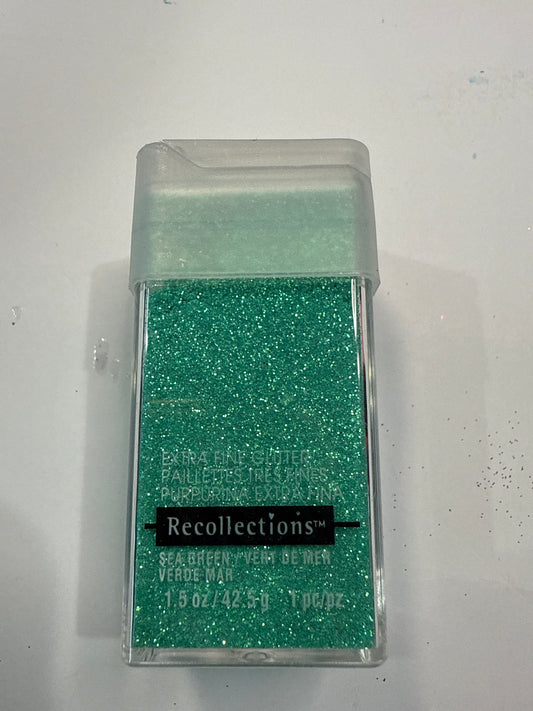 EXTRA FINE GLITTER
PAILLETTES TRES FINES
PURPURINA EXTRA FINA
Recollections™
SEA GREEN / VERT DE MER
VERDE MAR
1.5 oz/42.5 g 1 pc/pz